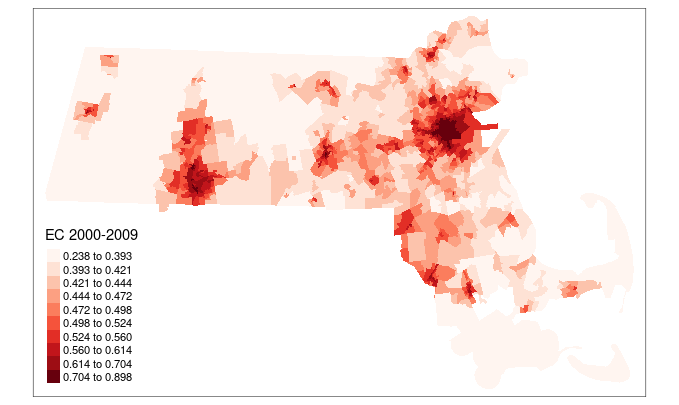 EC 2000-2009
0.238 to 0.393
0.393 to 0.421
0.421 to 0.444
0.444 to 0.472
0.472 to 0.498
0.498 to 0.524
0.524 to 0.560
0.560 to 0.614
0.614 to 0.704
0.704 to 0.898